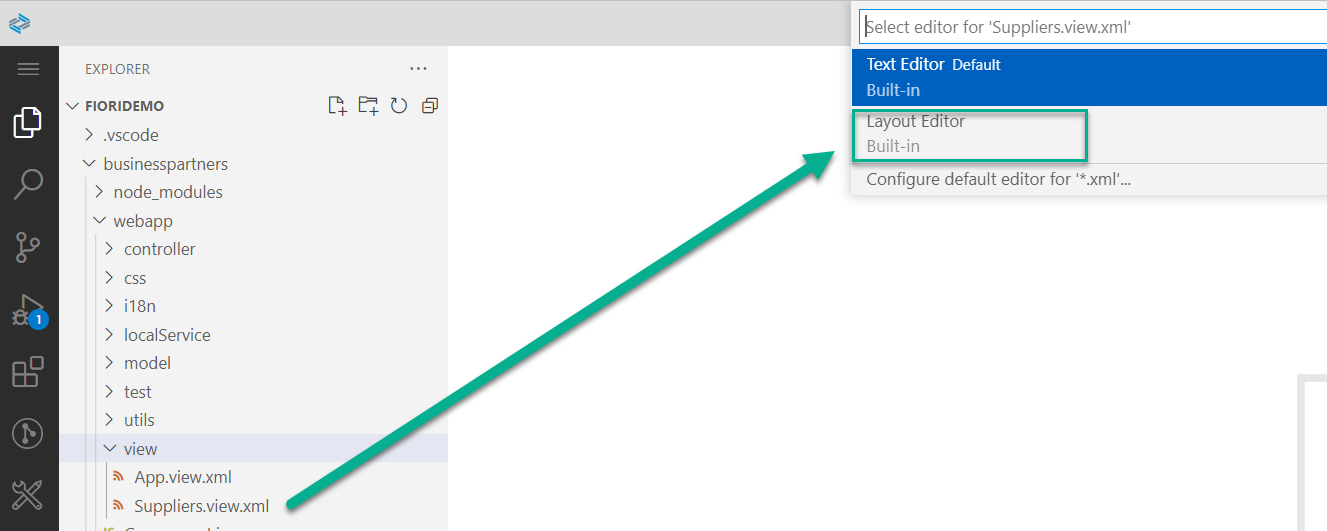 Select editor for 'Suppliers.view.xml'
EXPLORER
Text Editor Default
Built-in
FIORIDEMO
Layout Editor
.vscode
Built-in
businesspartners
Configure default editor for '*.xml'...
node_modules
webapp
controller
css
i18n
1
localService
model
test
utils
view
App.view.xml
Suppliers.view.xml